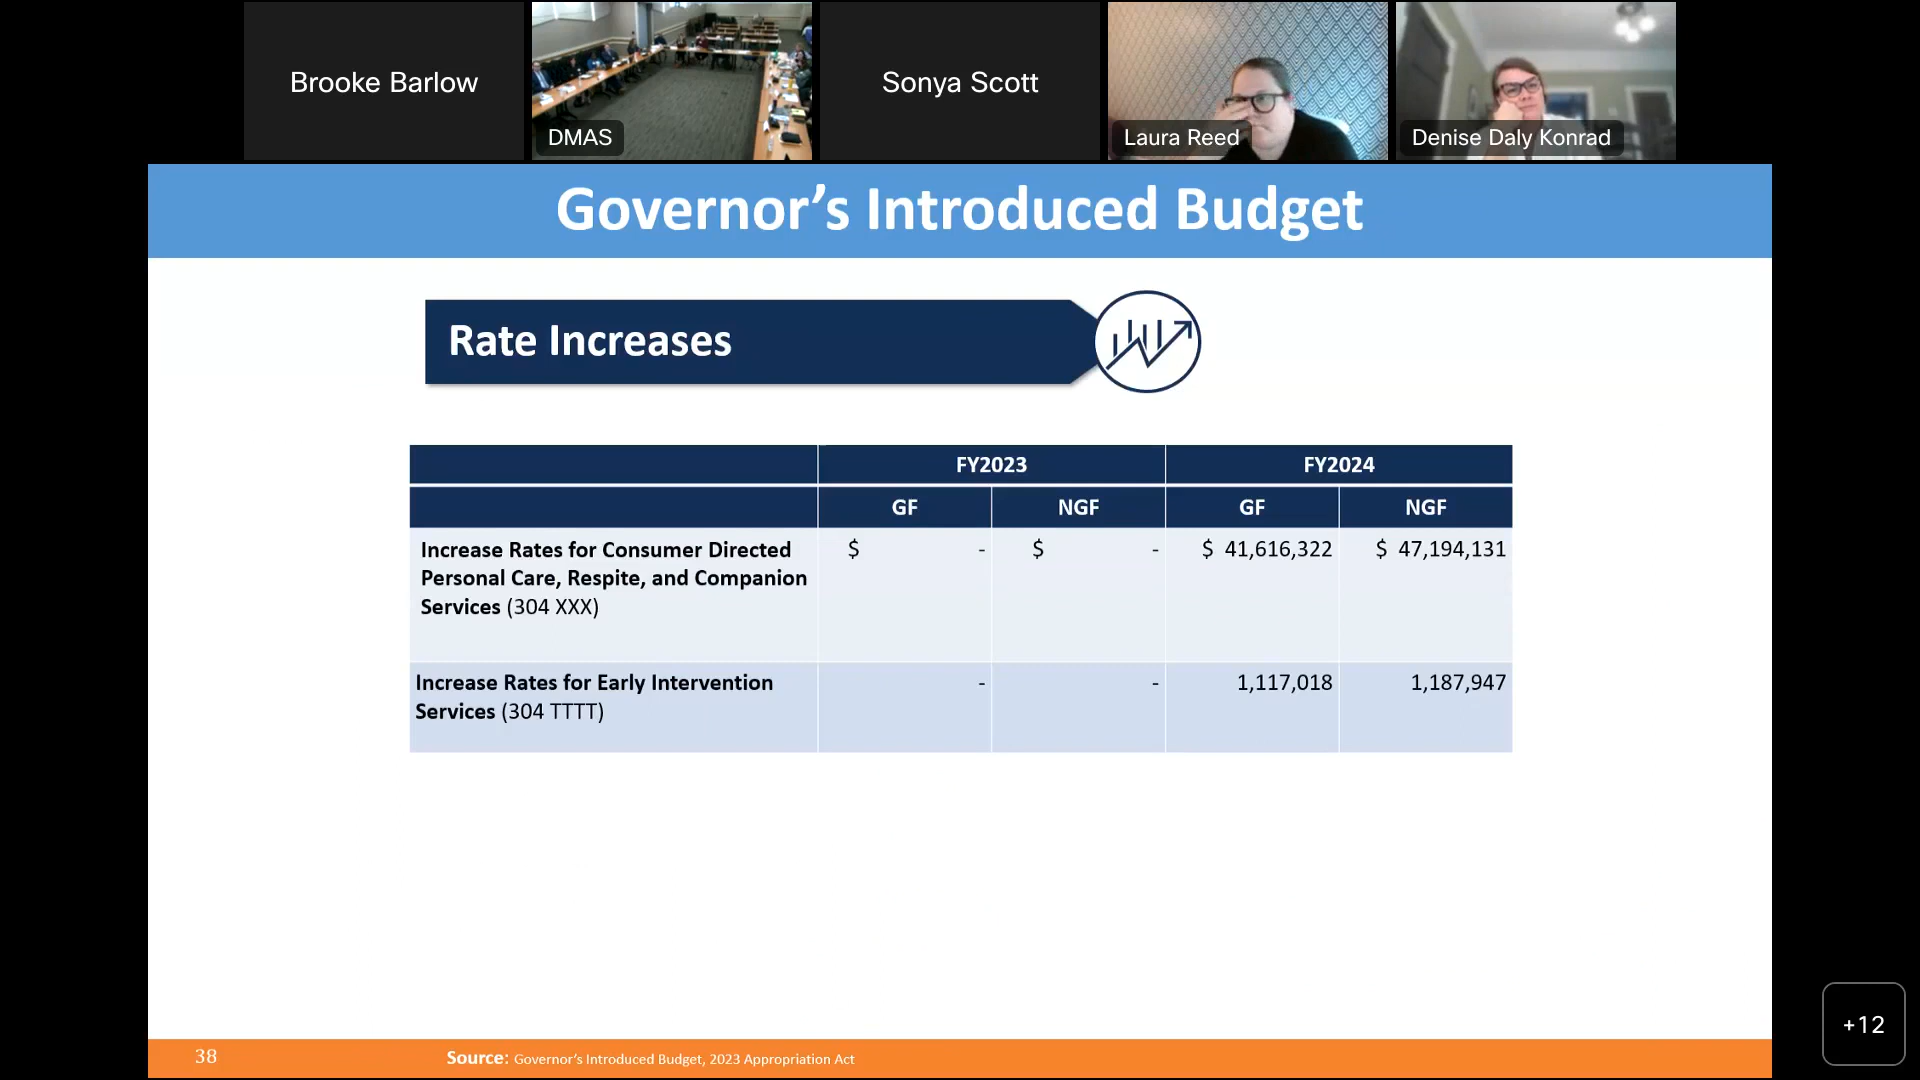 Brooke Barlow
DMAS
Sonya Scott
Laura Reed
Denise Daly Konrad
Governor’s Introduced Budget
Rate Increases
FY2023 FY2024
GF NGF GF NGF
Increase Rates for Consumer Directed $ - $ - $ 41,616,322 $ 47,194,131
Personal Care, Respite, and Companion
Services (304 XXX)
Increase Rates for Early Intervention - - 1,117,018 1,187,947
Services (304 TTTT)
+12
38 Source: Governor’s Introduced Budget, 2023 Appropriation Act